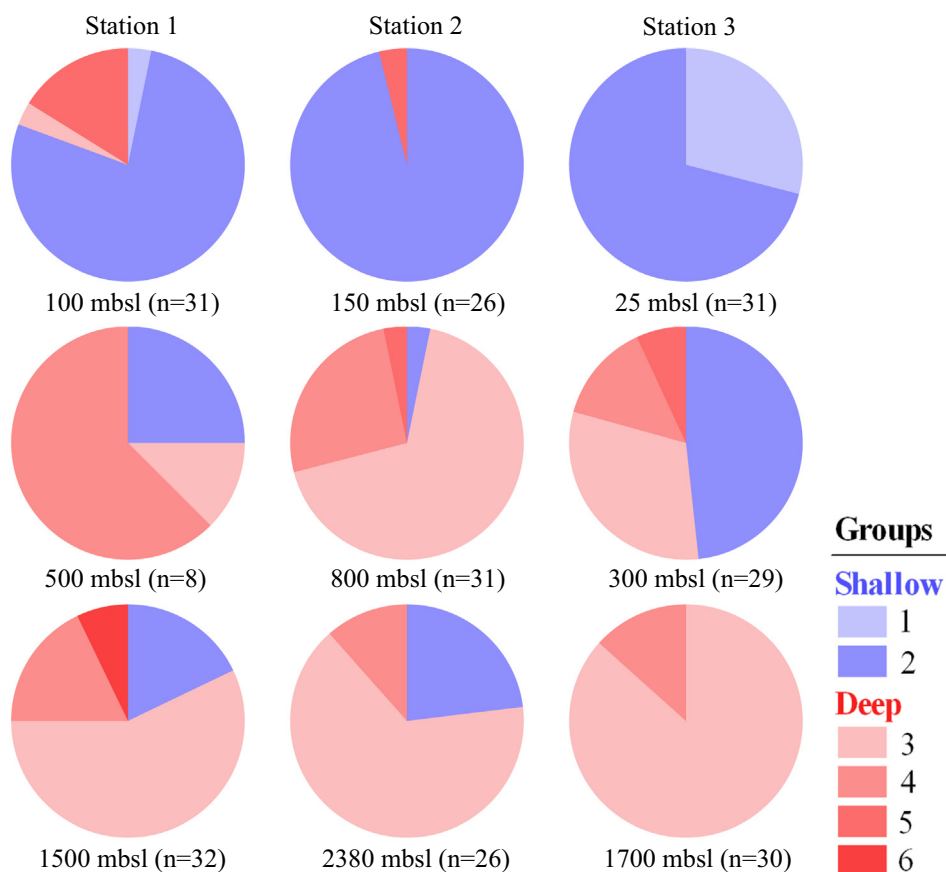 Station 1
Station 2
Station 3
100 mbsl (n=31)
150 mbsl (n=26)
25 mbsl (n=31)
500 mbsl (n=8)
800 mbsl (n=31)
300 mbsl (n=29)
1500 mbsl (n=32)
2380 mbsl (n=26)
1700 mbsl (n=30)
Groups
Shallow
1
2
Deep
3
4
5
6